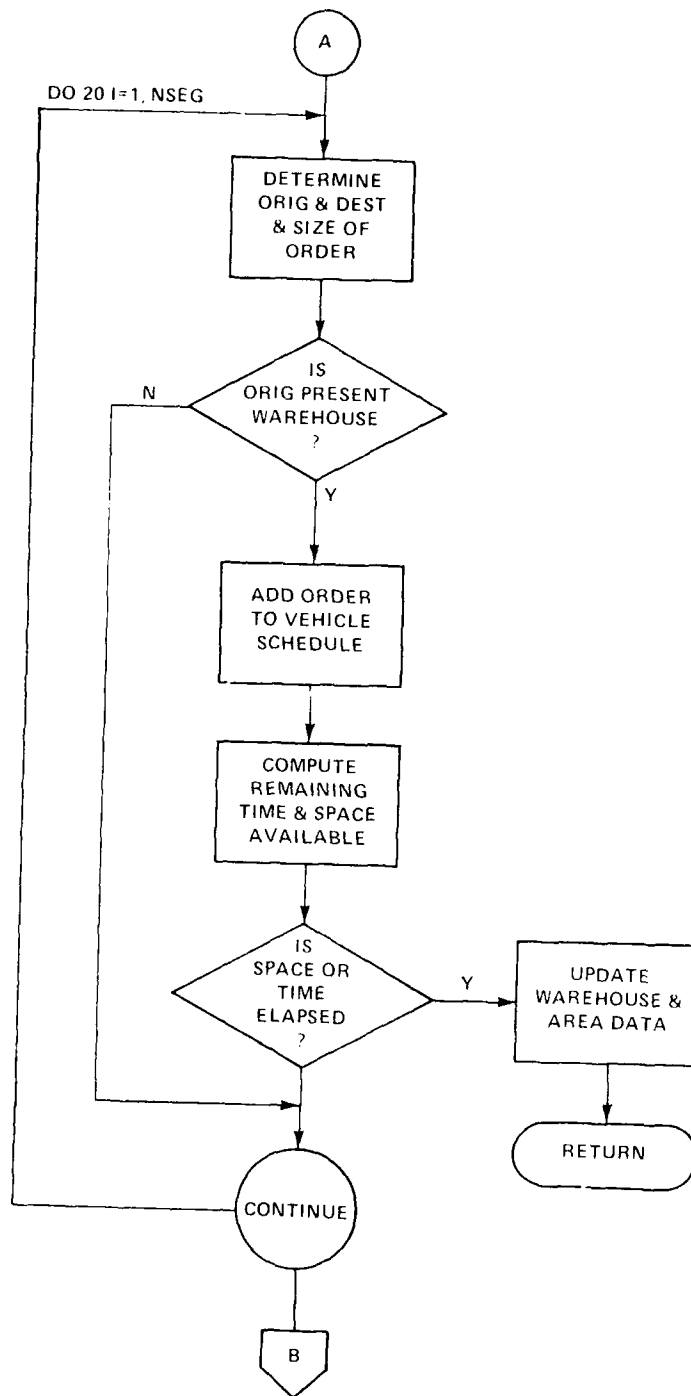 A
DO 20 I=1, NSEG
DETERMINE
ORIG & DEST
& SIZE OF
ORDER
IS
ORIG PRESENT
WAREHOUSE
?
N
Y
ADD ORDER
TO VEHICLE
SCHEDULE
COMPUTE
REMAINING
TIME & SPACE
AVAILABLE
IS
SPACE OR
TIME
ELAPSED
?
Y
UPDATE
WAREHOUSE &
AREA DATA
RETURN
CONTINUE
B